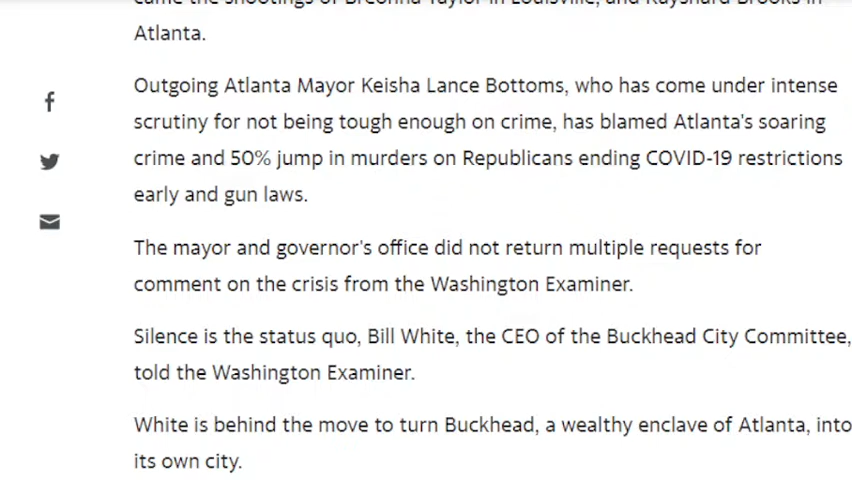 came the shootings of Breonna Taylor in Louisville, and Rayshard Brooks in
Atlanta.
Outgoing Atlanta Mayor Keisha Lance Bottoms, who has come under intense
scrutiny for not being tough enough on crime, has blamed Atlanta's soaring
crime and 50% jump in murders on Republicans ending COVID-19 restrictions
early and gun laws.
The mayor and governor's office did not return multiple requests for
comment on the crisis from the Washington Examiner.
Silence is the status quo, Bill White, the CEO of the Buckhead City Committee,
told the Washington Examiner.
White is behind the move to turn Buckhead, a wealthy enclave of Atlanta, into
its own city.